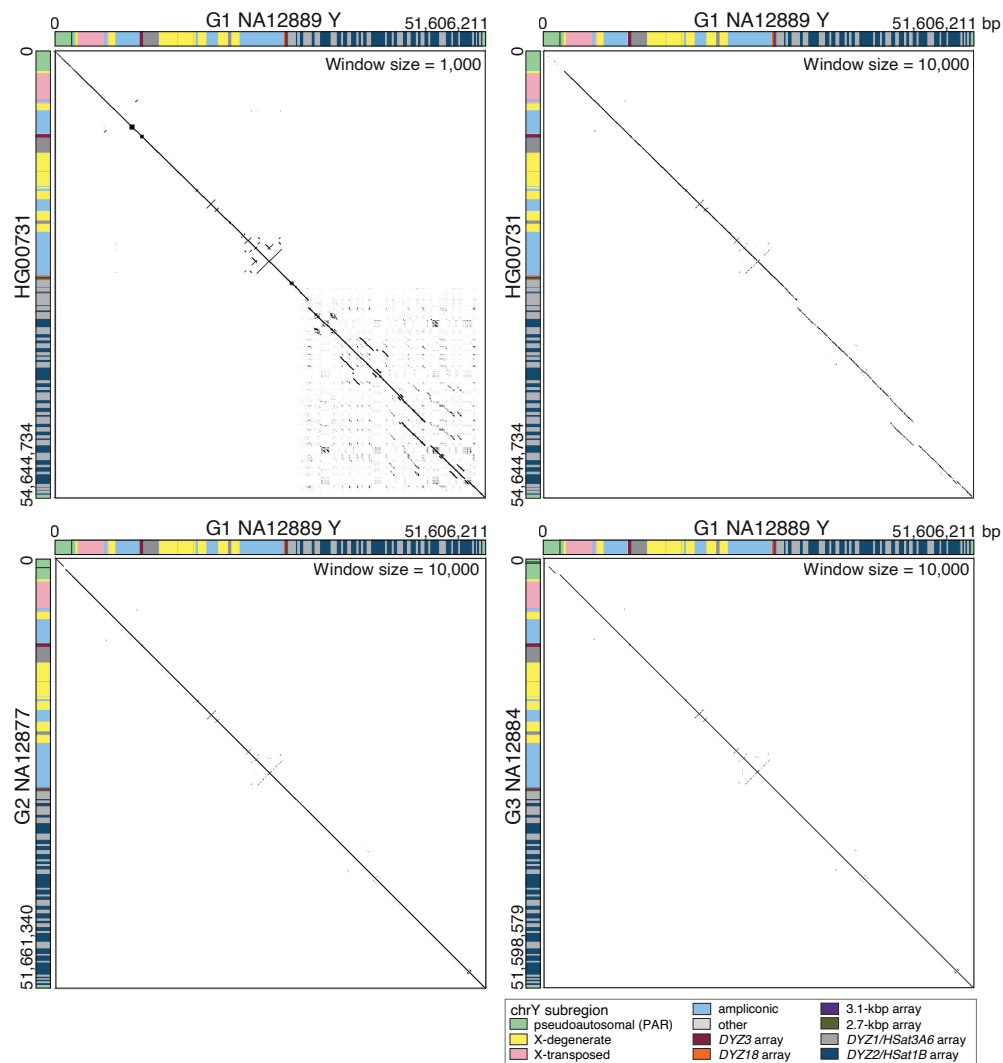 G1 NA12889 Y
0
51,606,211
Window size = 1,000
0
HG00731
54,644,734
G1 NA12889 Y
0
51,606,211 bp
Window size = 10,000
0
HG00731
54,644,734
G1 NA12889 Y
0
51,606,211
Window size = 10,000
0
G2 NA12877
51,661,340
G1 NA12889 Y
0
51,606,211 bp
Window size = 10,000
0
G3 NA12884
51,598,579
chrY subregion
pseudoautosomal (PAR)
X-degenerate
X-transposed
ampliconic
other
DYZ3 array
DYZ18 array
3.1-kbp array
2.7-kbp array
DYZ1/HSat3A6 array
DYZ2/HSat1B array